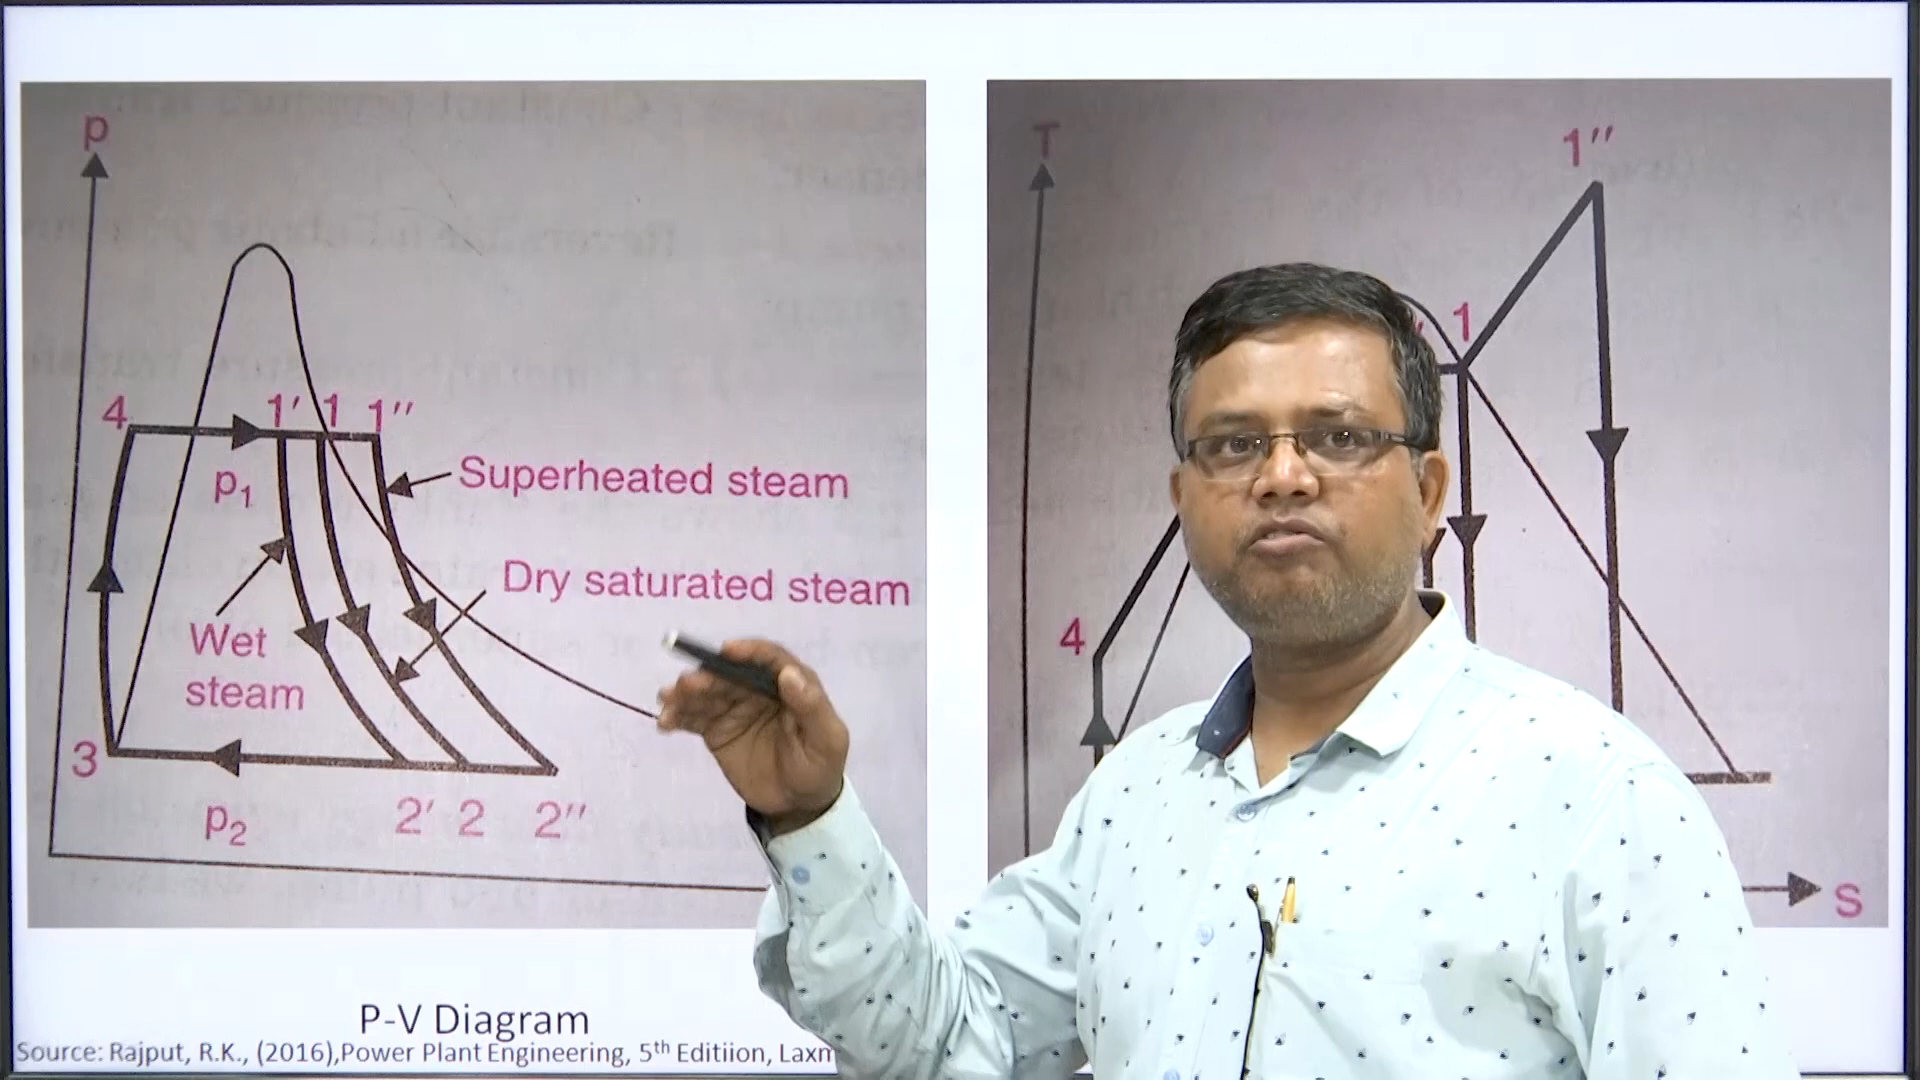 p
4
1′ 1 1″
p₁
Superheated steam
Dry saturated steam
Wet
steam
3
p₂
2′ 2 2″
P-V Diagram
Source: Rajput, R.K., (2016),Power Plant Engineering, 5th Editiion, Laxm
T
1″
1
4
S